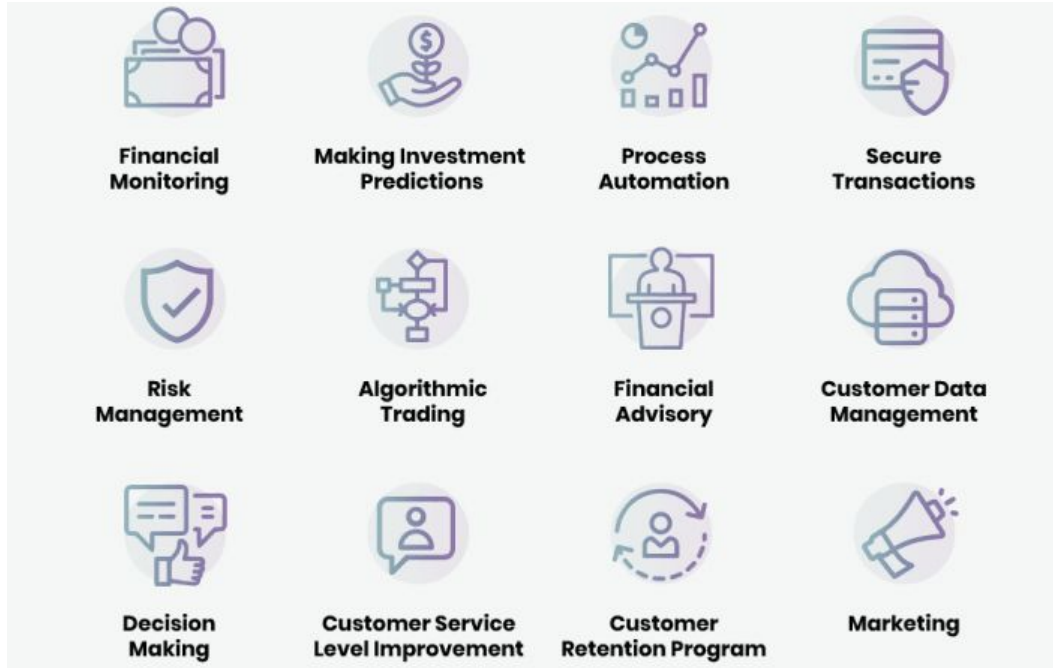 Financial
Monitoring
Making Investment
Predictions
Process
Automation
Secure
Transactions
Risk
Management
Algorithmic
Trading
Financial
Advisory
Customer Data
Management
Decision
Making
Customer Service
Level Improvement
Customer
Retention Program
Marketing